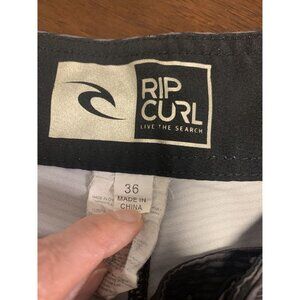 RIP
CURL
LIVE THE SEARCH
36
MADE IN
CHINA